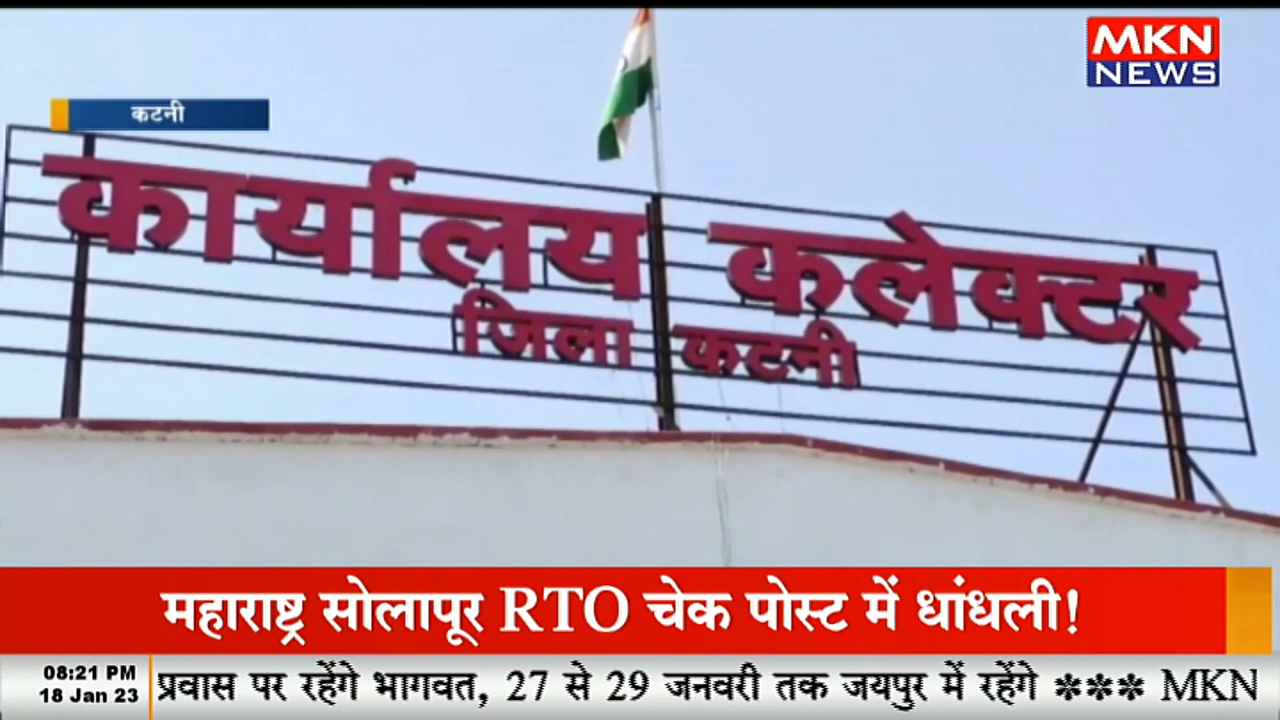 MKN
NEWS
कटनी
कार्यालय कलेक्टर
जिला कटनी
महाराष्ट्र सोलापूर RTO चेक पोस्ट में धांधली!
08:21 PM
18 Jan 23
प्रवास पर रहेंगे भागवत, 27 से 29 जनवरी तक जयपुर में रहेंगे *** MKN